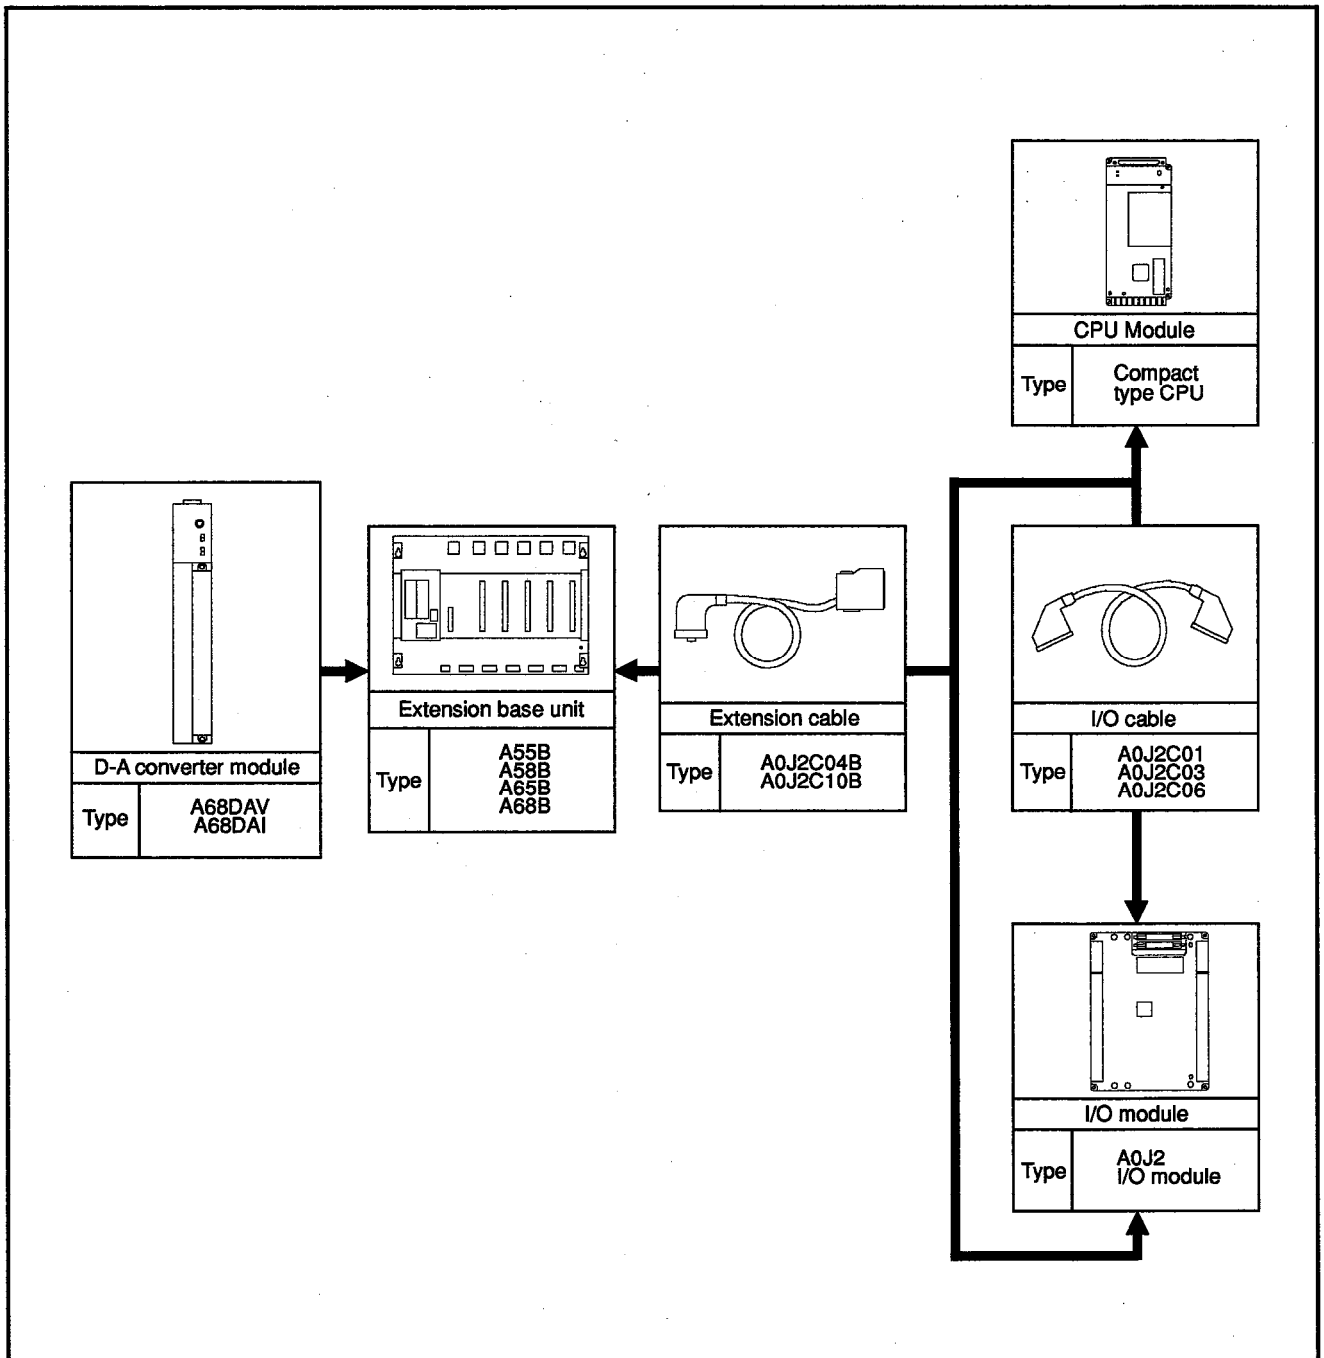 CPU Module
Type
Compact
type CPU
D-A converter module
Type
A68DAV
A68DAI
Extension base unit
Type
A55B
A58B
A65B
A68B
Extension cable
Type
A0J2C04B
A0J2C10B
I/O cable
Type
A0J2C01
A0J2C03
A0J2C06
I/O module
Type
A0J2
I/O module